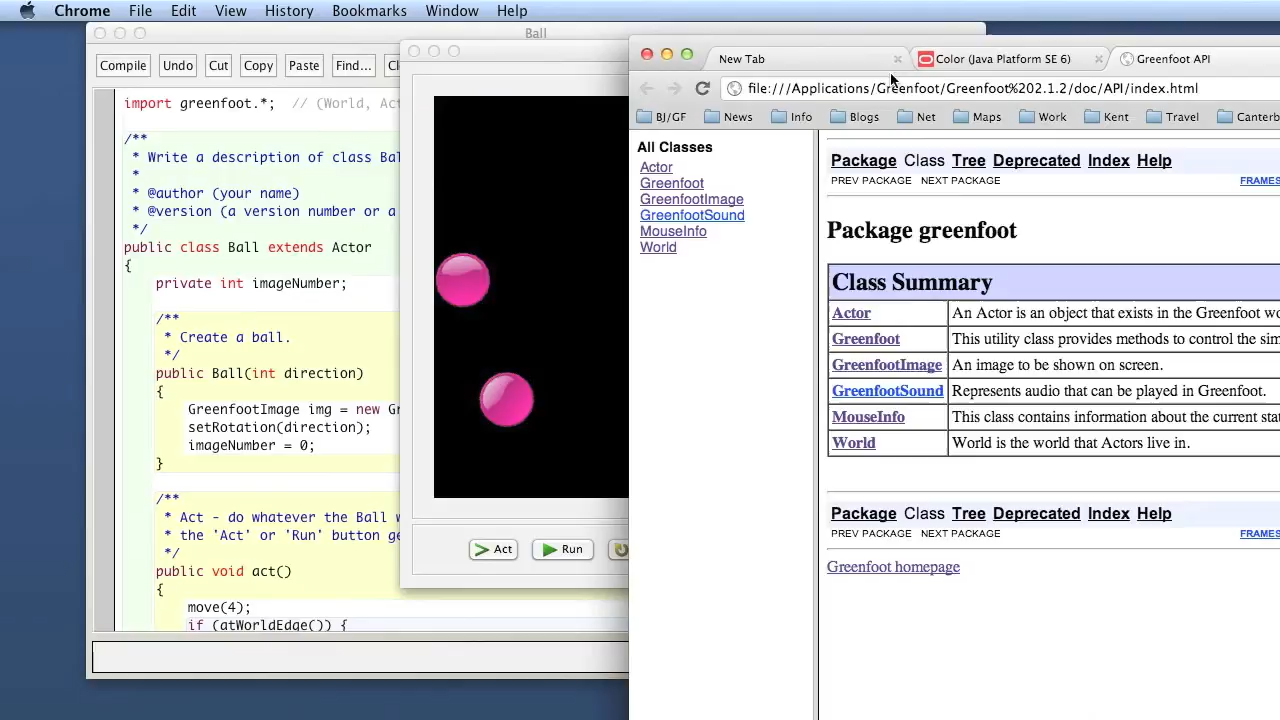 Chrome File Edit View History Bookmarks Window Help
Ball
Compile Undo Cut Copy Paste Find...
import greenfoot.*;  // (World, Act
/**
* Write a description of class Bal
*
* @author (your name)
* @version (a version number or a
*/
public class Ball extends Actor
{
private int imageNumber;
/**
* Create a ball.
*/
public Ball(int direction)
{
GreenfootImage img = new Gr
setRotation(direction);
imageNumber = 0;
}
/**
* Act - do whatever the Ball w
the 'Act' or 'Run' button ge
*/
public void act()
{
move(4);
if (atWorldEdge()) {
Act Run
New Tab Color (Java Platform SE 6) Greenfoot API
file:///Applications/Greenfoot/Greenfoot%202.1.2/doc/API/index.html
BJ/GF News Info Blogs Net Maps Work Kent Travel Canterb
All Classes
Actor
Greenfoot
GreenfootImage
GreenfootSound
MouseInfo
World
Package Class Tree Deprecated Index Help
PREV PACKAGE NEXT PACKAGE FRAMES
Package greenfoot
Class Summary
Actor An Actor is an object that exists in the Greenfoot wo
Greenfoot This utility class provides methods to control the sim
GreenfootImage An image to be shown on screen.
GreenfootSound Represents audio that can be played in Greenfoot.
MouseInfo This class contains information about the current stat
World World is the world that Actors live in.
Package Class Tree Deprecated Index Help
PREV PACKAGE NEXT PACKAGE FRAMES
Greenfoot homepage